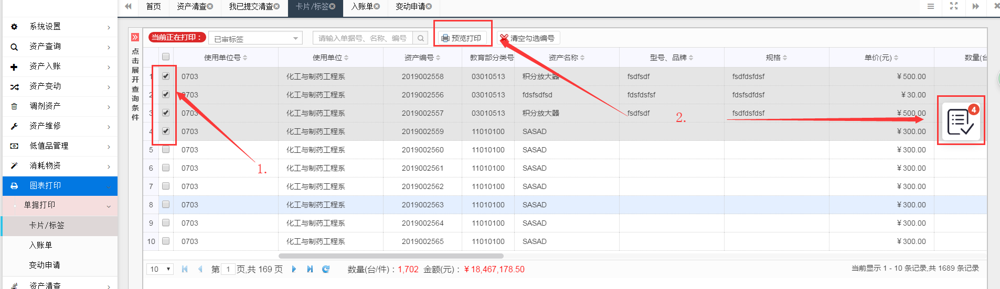 首页 资产清查 我已提交清查 卡片/标签 入账单 变动申请
系统设置
资产查询
资产入账
资产变动
调剂资产
资产维修
低值品管理
消耗物资
图表打印
单据打印
卡片/标签
入账单
变动申请
资产清查
点击展开查询条件
当前正在打印： 已审标签 请输入单据号、名称、编号 预览打印 清空勾选编号
使用单位号 使用单位 资产编号 教育部分类号 资产名称 型号、品牌 规格 单价(元) 数量(台
1 0703 化工与制药工程系 2019002558 03010513 积分放大器 fsdfsdf fsdfdsfdsf ￥500.00
2 0703 化工与制药工程系 2019002556 03010513 fdsfsdfsd fdsfdsfsf fdsfsdfdsf ￥30.00
3 0703 化工与制药工程系 2019002557 03010513 积分放大器 fsdfsdf fsdfdsfdsf ￥500.00
4 0703 化工与制药工程系 2019002559 11010100 SASAD ￥300.00
5 0703 化工与制药工程系 2019002560 11010100 SASAD ￥300.00
6 0703 化工与制药工程系 2019002561 11010100 SASAD ￥300.00
7 0703 化工与制药工程系 2019002562 11010100 SASAD ￥300.00
8 0703 化工与制药工程系 2019002563 11010100 SASAD ￥300.00
9 0703 化工与制药工程系 2019002564 11010100 SASAD ￥300.00
10 0703 化工与制药工程系 2019002565 11010100 SASAD ￥300.00
1.
2.
4
10 第 1 页,共 169 页 数量(台/件)：1,702 金额(元)：￥18,467,178.50 当前显示 1 - 10 条记录,共 1689 条记录